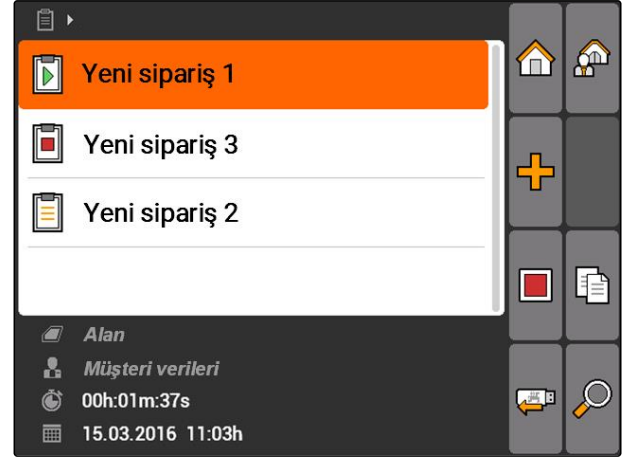 Yeni sipariş 1
Yeni sipariş 3
Yeni sipariş 2
Alan
Müşteri verileri
00h:01m:37s
15.03.2016 11:03h